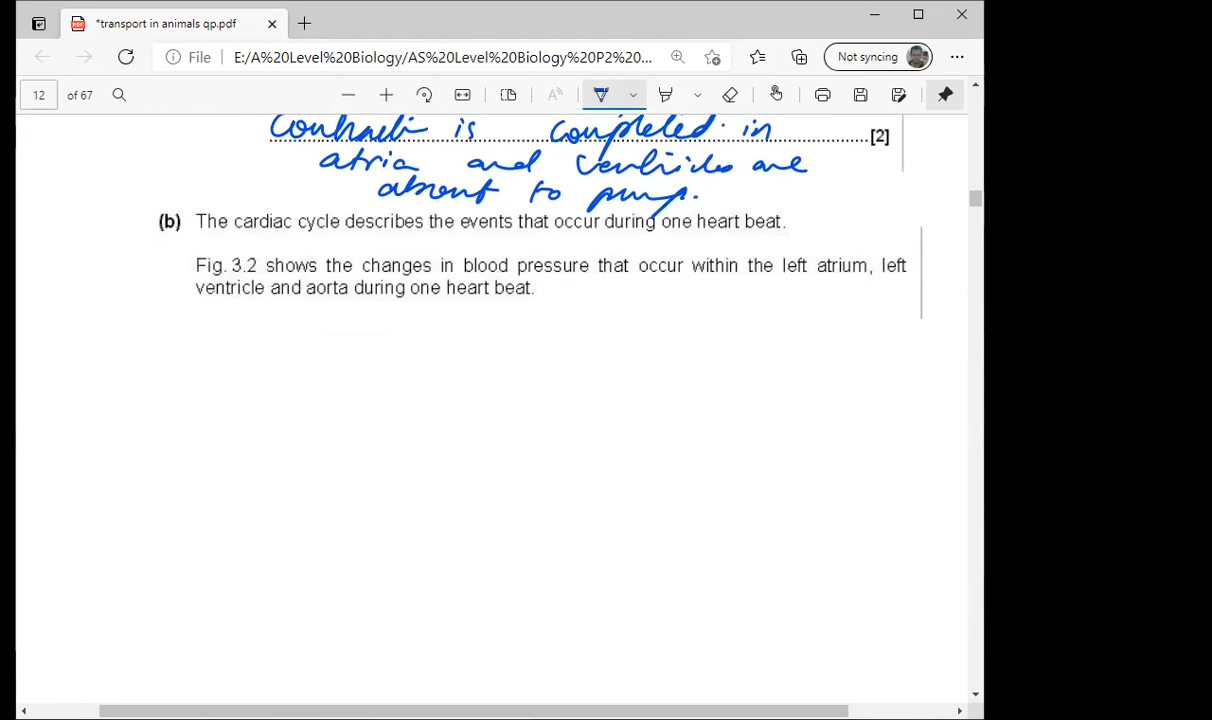 *transport in animals qp.pdf
File
E:/A%20Level%20Biology/AS%20Level%20Biology%20P2%20...
Not syncing
12 of 67
Contracti is completed in [2]
atria and ventricles are
absent to pump.
(b) The cardiac cycle describes the events that occur during one heart beat.
Fig. 3.2 shows the changes in blood pressure that occur within the left atrium, left
ventricle and aorta during one heart beat.